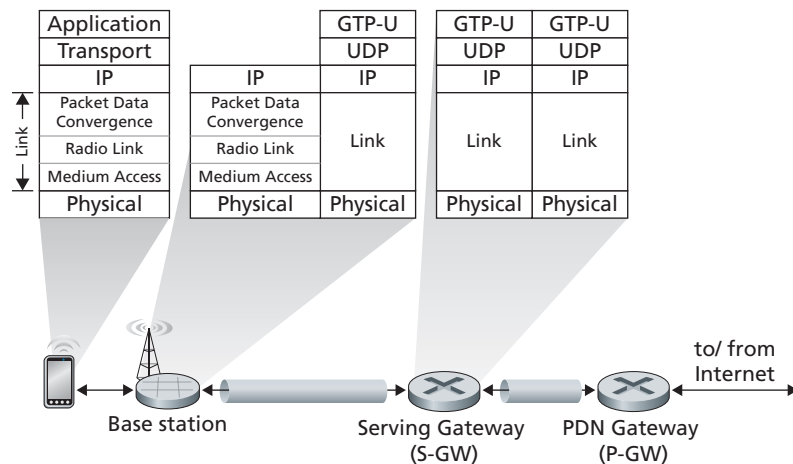 Application
Transport
IP
Link
Packet Data
Convergence
Radio Link
Medium Access
Physical
IP
Packet Data
Convergence
Radio Link
Medium Access
Physical
GTP-U
UDP
IP
Link
Physical
GTP-U
UDP
IP
Link
Physical
GTP-U
UDP
IP
Link
Physical
Base station
Serving Gateway
(S-GW)
PDN Gateway
(P-GW)
to/ from
Internet